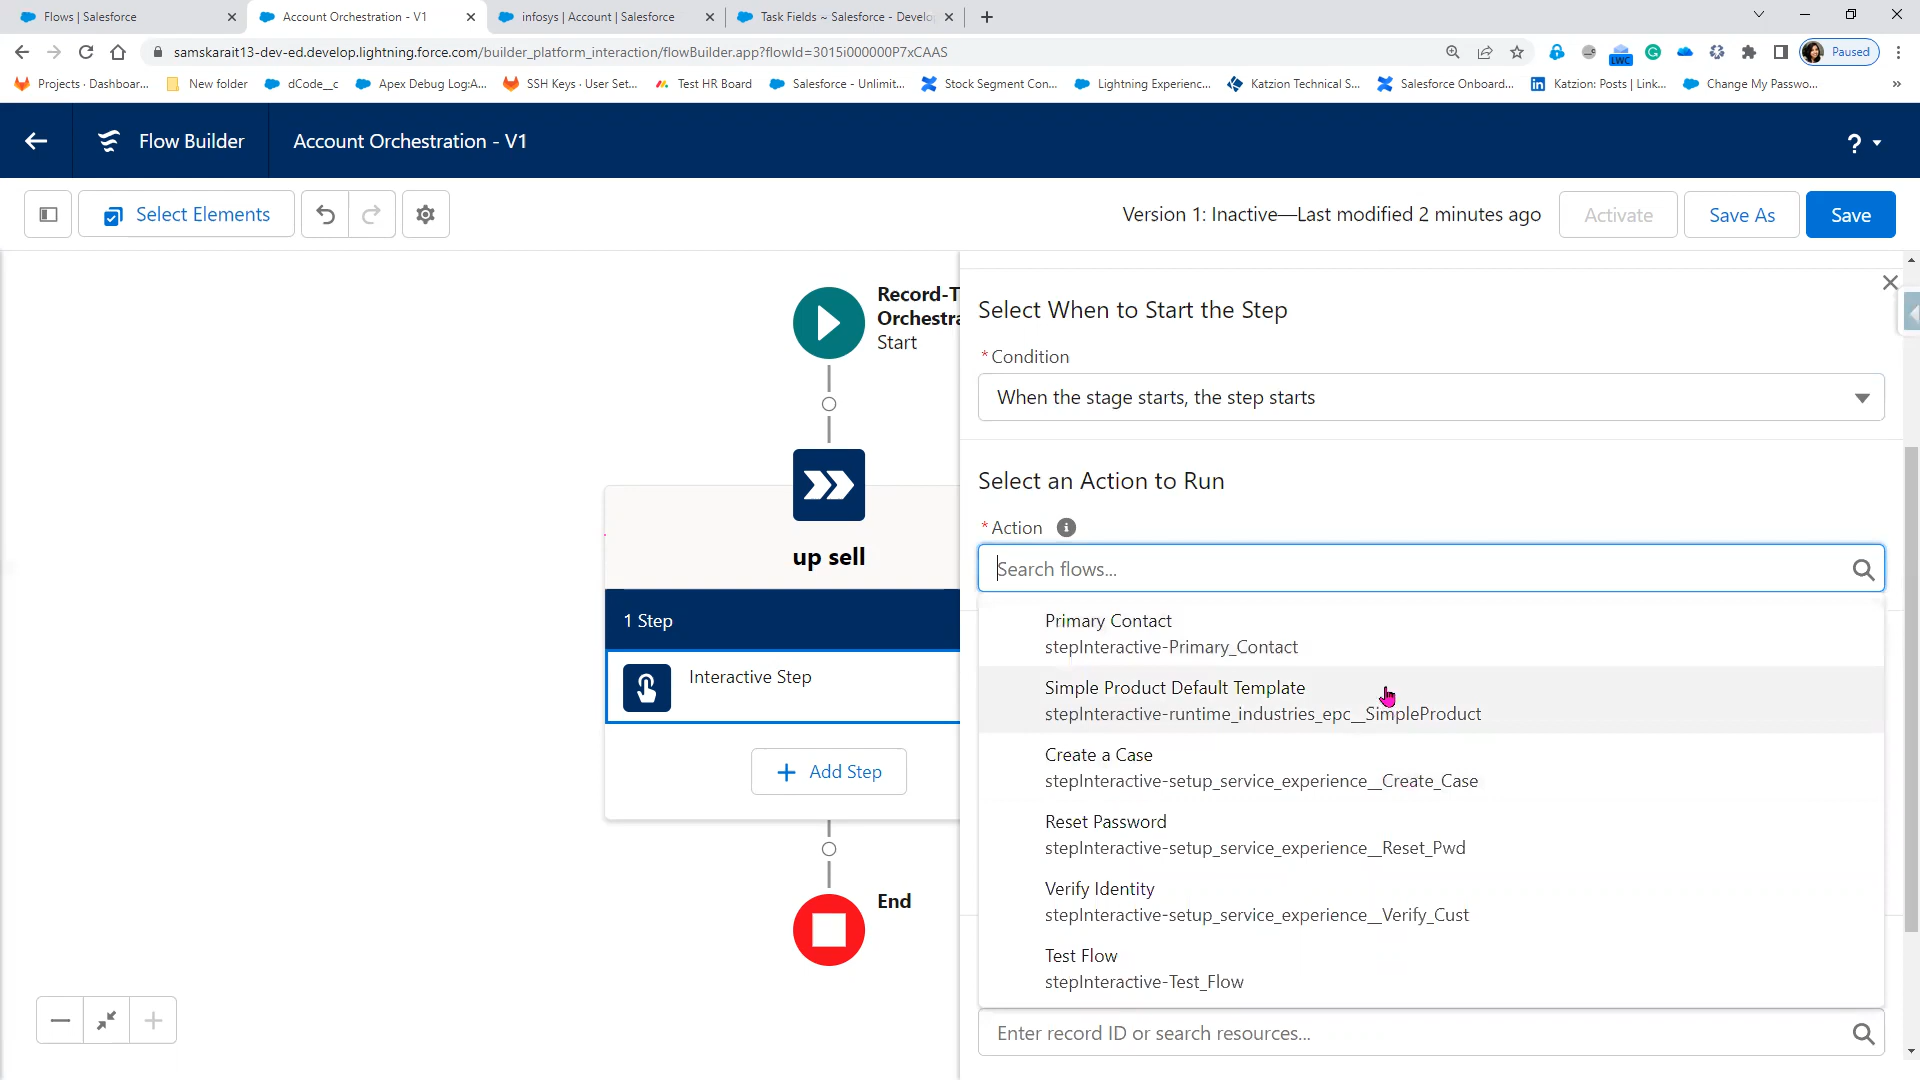 Flows | Salesforce
Account Orchestration - V1
infosys | Account | Salesforce
Task Fields ~ Salesforce - Develo
samskarait13-dev-ed.develop.lightning.force.com/builder_platform_interaction/flowBuilder.app?flowId=3015i000000P7xCAAS
LWC
Paused
Projects · Dashboar...
New folder
dCode__c
Apex Debug Log:A...
SSH Keys · User Set...
Test HR Board
Salesforce - Unlimit...
Stock Segment Con...
Lightning Experienc...
Katzion Technical S...
Salesforce Onboard...
Katzion: Posts | Link...
Change My Passwo...
»
Flow Builder
Account Orchestration - V1
?
Select Elements
Version 1: Inactive—Last modified 2 minutes ago
Activate
Save As
Save
Record-T
Orchestra
Start
up sell
1 Step
Interactive Step
+ Add Step
End
Select When to Start the Step
* Condition
When the stage starts, the step starts
Select an Action to Run
* Action
Search flows...
Primary Contact
stepInteractive-Primary_Contact
Simple Product Default Template
stepInteractive-runtime_industries_epc__SimpleProduct
Create a Case
stepInteractive-setup_service_experience__Create_Case
Reset Password
stepInteractive-setup_service_experience__Reset_Pwd
Verify Identity
stepInteractive-setup_service_experience__Verify_Cust
Test Flow
stepInteractive-Test_Flow
Enter record ID or search resources...